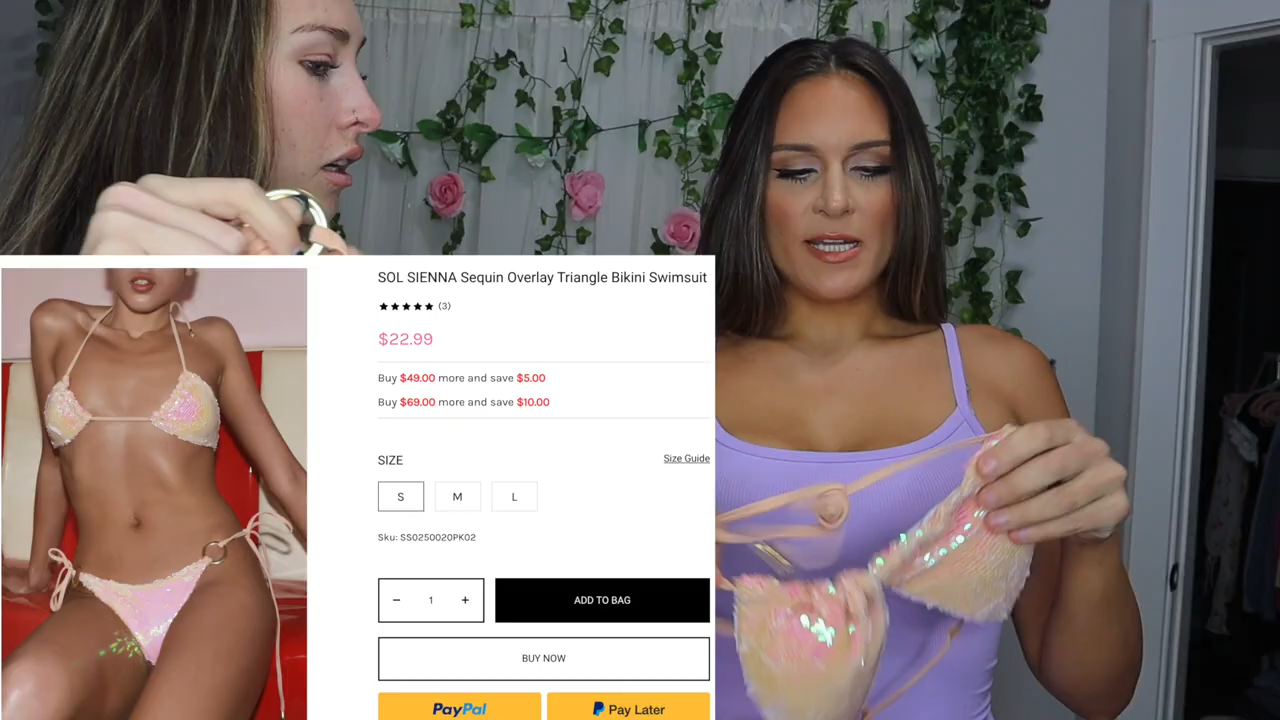 SOL SIENNA Sequin Overlay Triangle Bikini Swimsuit
★★★★★ (3)
$22.99
Buy $49.00 more and save $5.00
Buy $69.00 more and save $10.00
SIZE
Size Guide
S M L
Sku: SS0250020PK02
− 1 +
ADD TO BAG
BUY NOW
PayPal
Pay Later